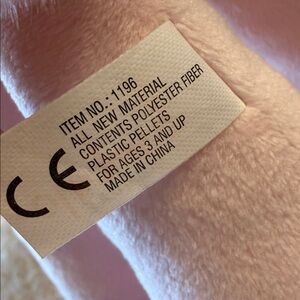 ITEM NO.: 1196
ALL NEW MATERIAL
CONTENTS POLYESTER FIBER
PLASTIC PELLETS
FOR AGES 3 AND UP
MADE IN CHINA
CE